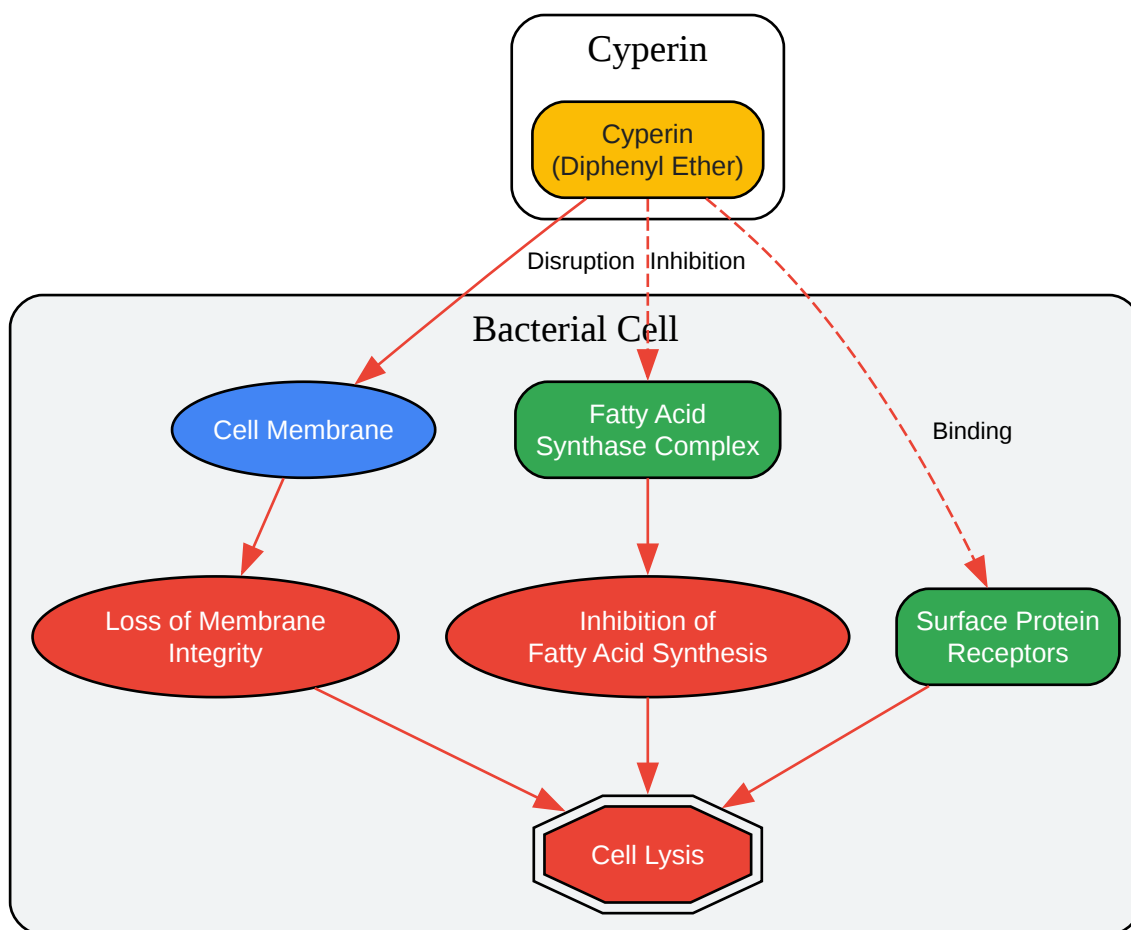 Cyperin
Cyperin
(Diphenyl Ether)
Disruption
Inhibition
Bacterial Cell
Cell Membrane
Fatty Acid
Synthase Complex
Binding
Loss of Membrane
Integrity
Inhibition of
Fatty Acid Synthesis
Surface Protein
Receptors
Cell Lysis